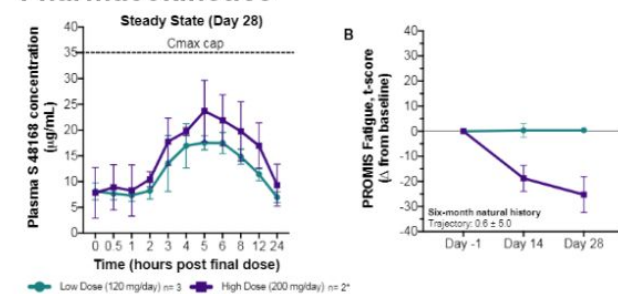 Steady State (Day 28)
Cmax cap
Plasma S 48168 concentration
(µg/mL)
40
35
30
25
20
15
10
5
0
0 0.5 1 2 3 4 5 6 8 12 24
Time (hours post final dose)
Low Dose (120 mg/day) n= 3
High Dose (200 mg/day) n= 2*
B
PROMIS Fatigue, t-score
(Δ from baseline)
40
30
20
10
0
-10
-20
-30
-40
Six-month natural history
Trajectory: 0.6 ± 5.0
Day -1 Day 14 Day 28